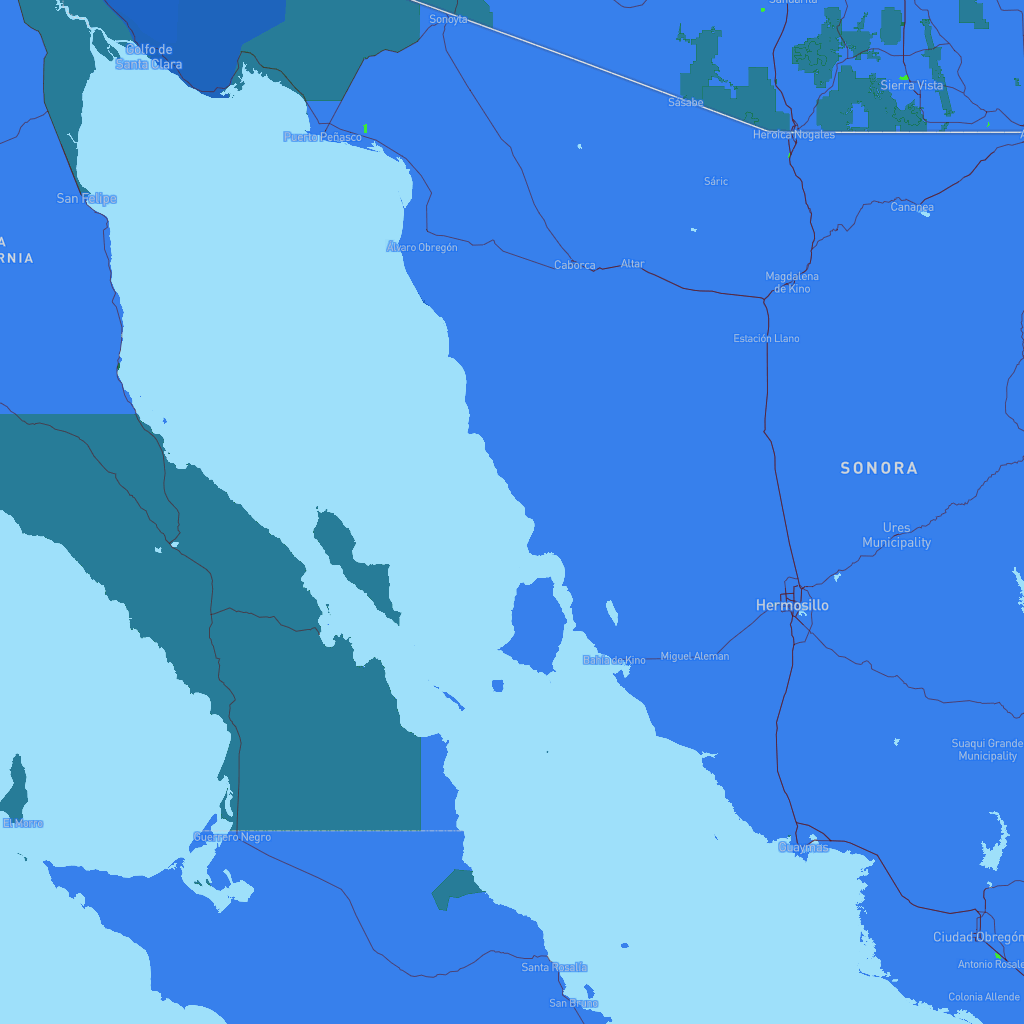 Sonoyta
Golfo de
Santa Clara
Sierra Vista
Sasabe
Puerto Peñasco
Heroica Nogales
San Felipe
Sáric
Cananea
Álvaro Obregón
RNIA
Caborca
Altar
Magdalena
de Kino
Estación Llano
SONORA
Ures
Municipality
Hermosillo
Bahía de Kino
Miguel Alemán
Suaqui Grande
Municipality
El Morro
Guerrero Negro
Guaymas
Ciudad Obregón
Santa Rosalía
Antonio Rosale
San Bruno
Colonia Allende